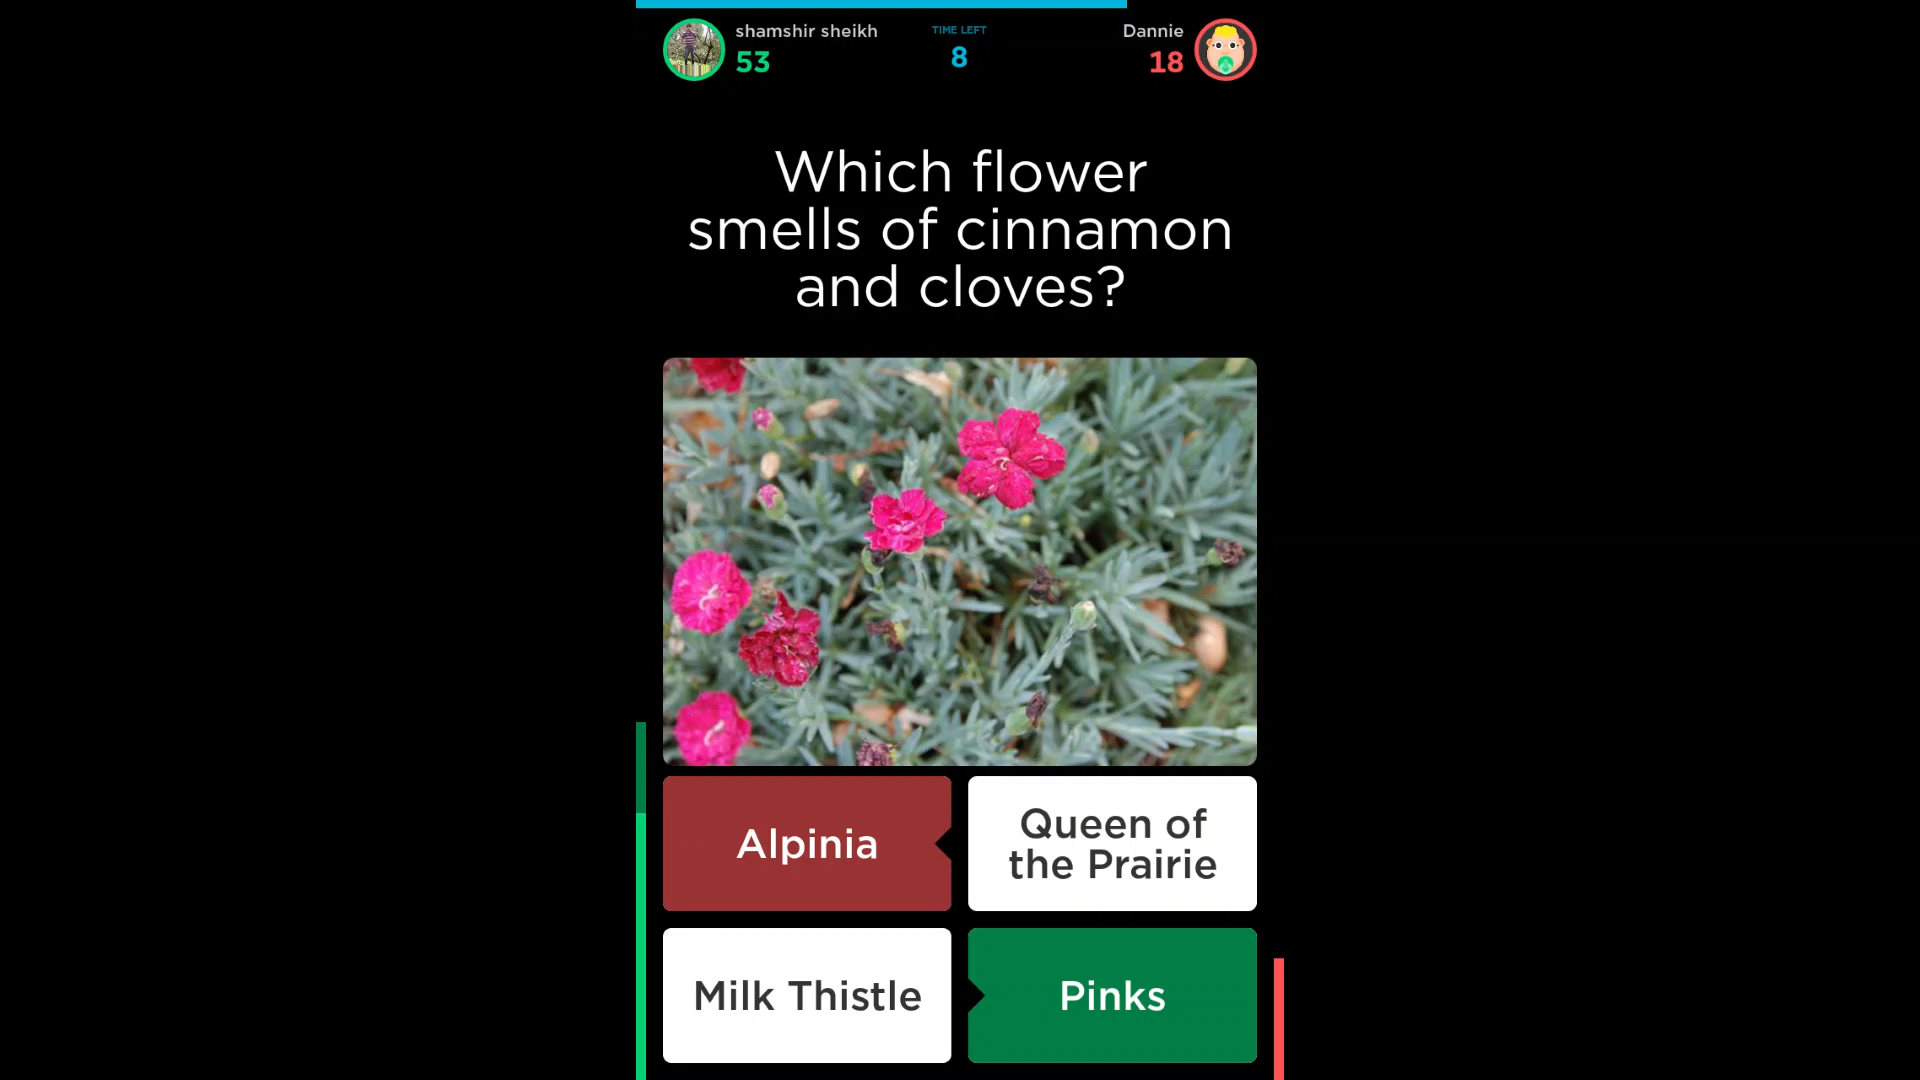 shamshir sheikh
53
TIME LEFT
8
Dannie
18
Which flower
smells of cinnamon
and cloves?
Alpinia
Queen of
the Prairie
Milk Thistle
Pinks